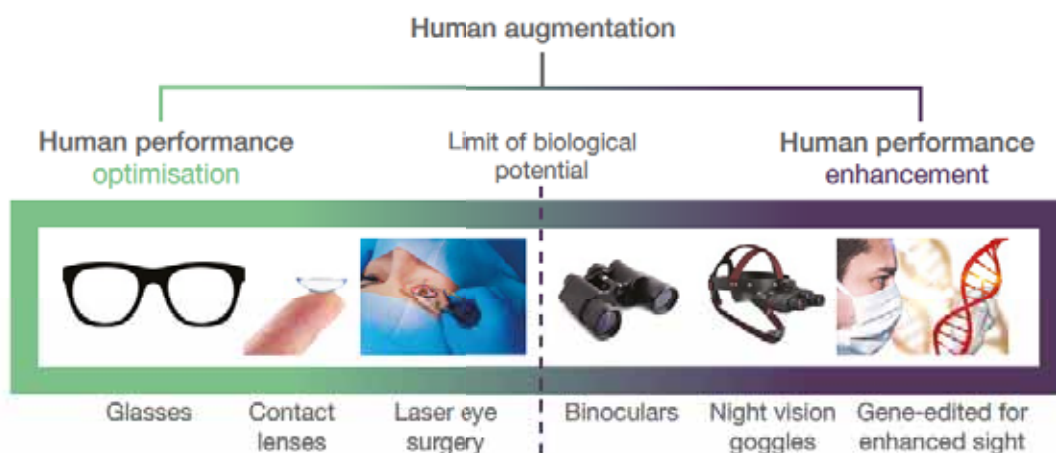 Human augmentation
Human performance
optimisation
Limit of biological
potential
Human performance
enhancement
Glasses
Contact
lenses
Laser eye
surgery
Binoculars
Night vision
goggles
Gene-edited for
enhanced sight